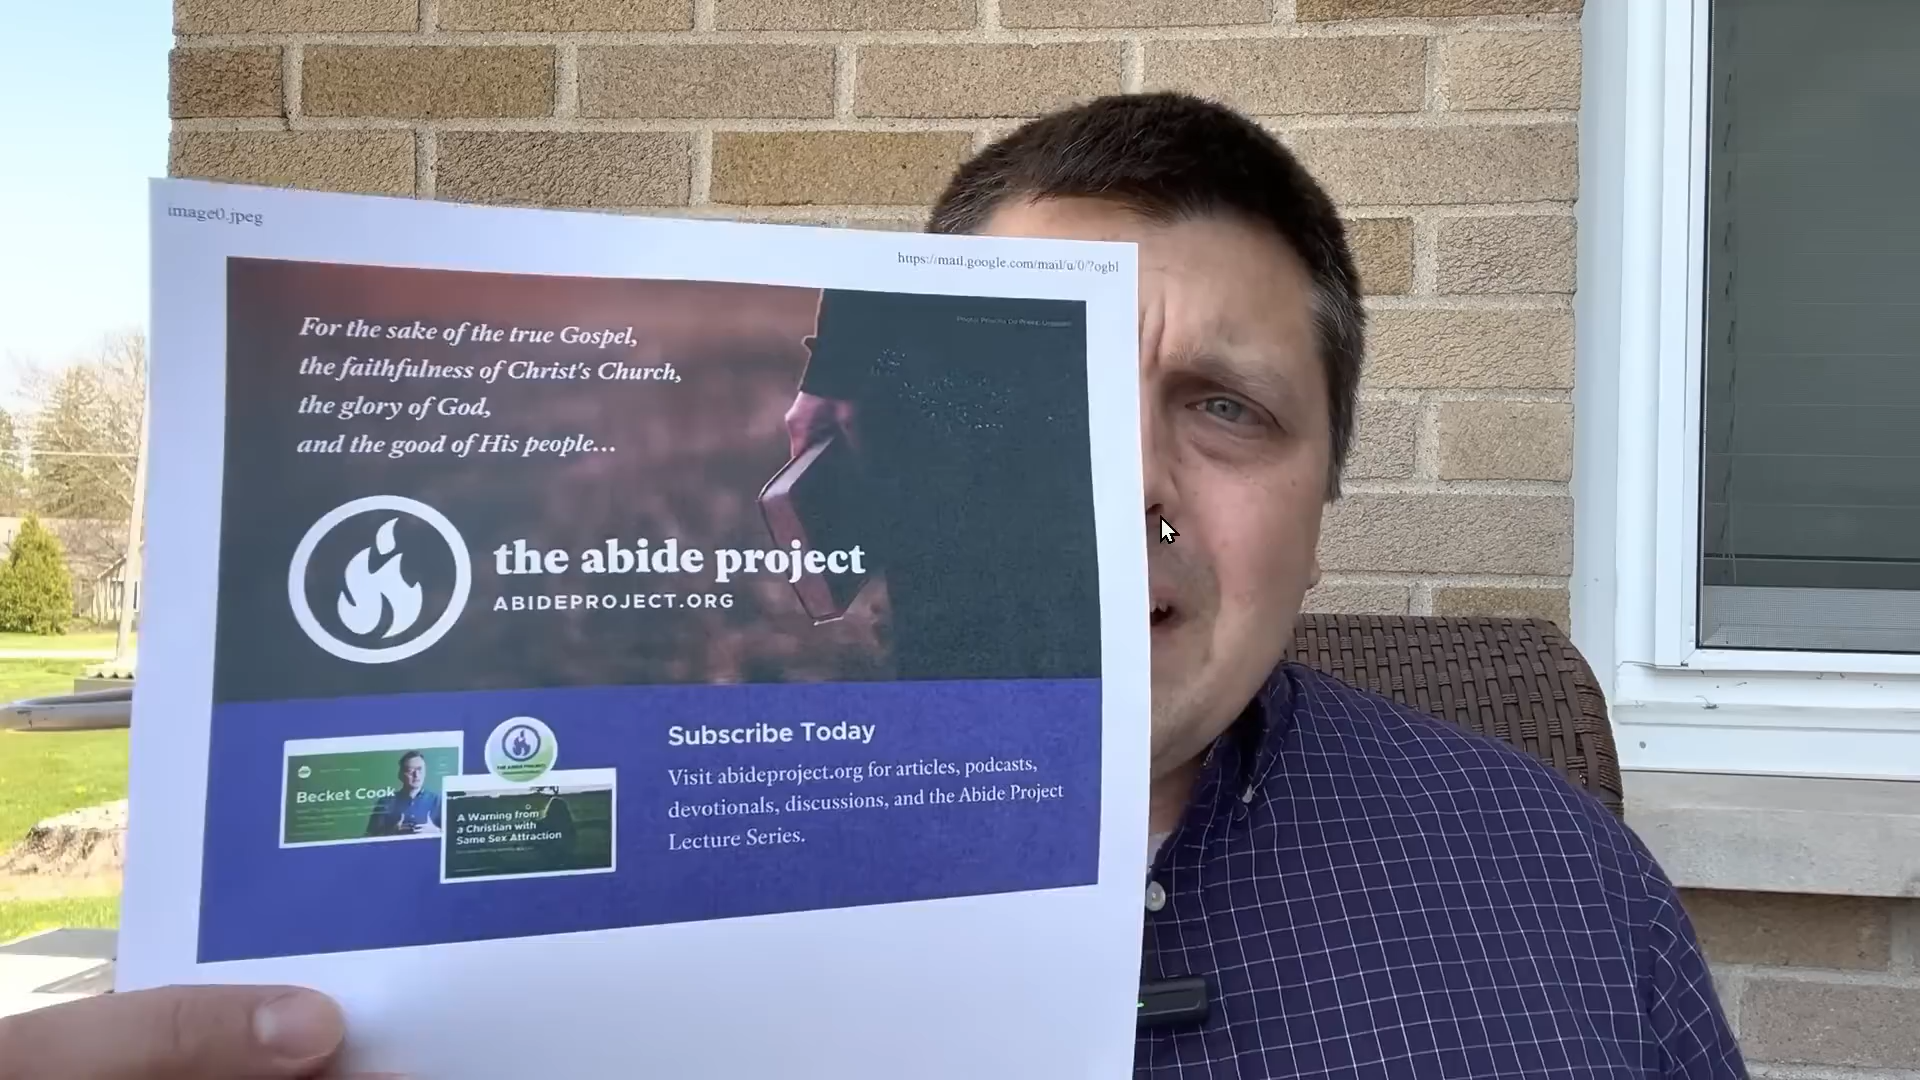 image0.jpeg
https://mail.google.com/mail/u/0/?ogbl
For the sake of the true Gospel,
the faithfulness of Christ's Church,
the glory of God,
and the good of His people...
the abide project
ABIDEPROJECT.ORG
Subscribe Today
Visit abideproject.org for articles, podcasts,
devotionals, discussions, and the Abide Project
Lecture Series.
Becket Cook
THE ABIDE PROJECT
A Warning from
a Christian with
Same Sex Attraction